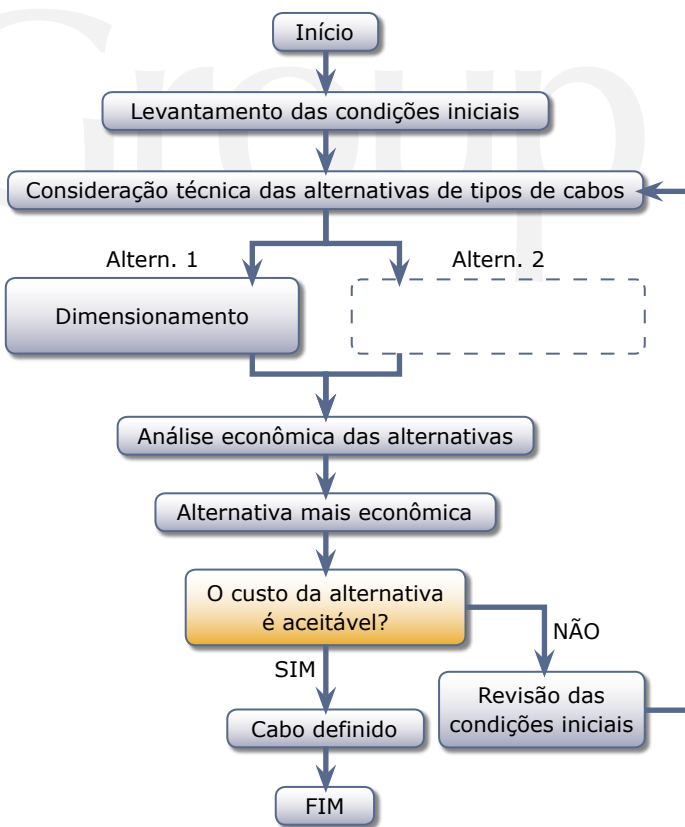 Group
Início
Levantamento das condições iniciais
Consideração técnica das alternativas de tipos de cabos
Altern. 1
Altern. 2
Dimensionamento
Análise econômica das alternativas
Alternativa mais econômica
O custo da alternativa
é aceitável?
NÃO
SIM
Revisão das
condições iniciais
Cabo definido
FIM